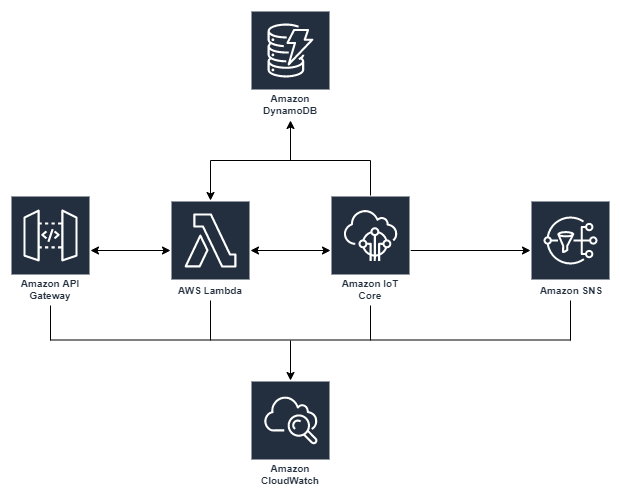 Amazon
DynamoDB
</>
Amazon API
Gateway
AWS Lambda
Amazon IoT
Core
Amazon SNS
Amazon
CloudWatch